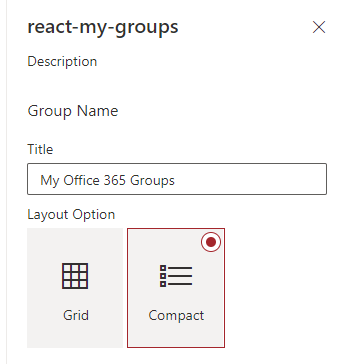 react-my-groups
Description
Group Name
Title
My Office 365 Groups
Layout Option
Grid
Compact